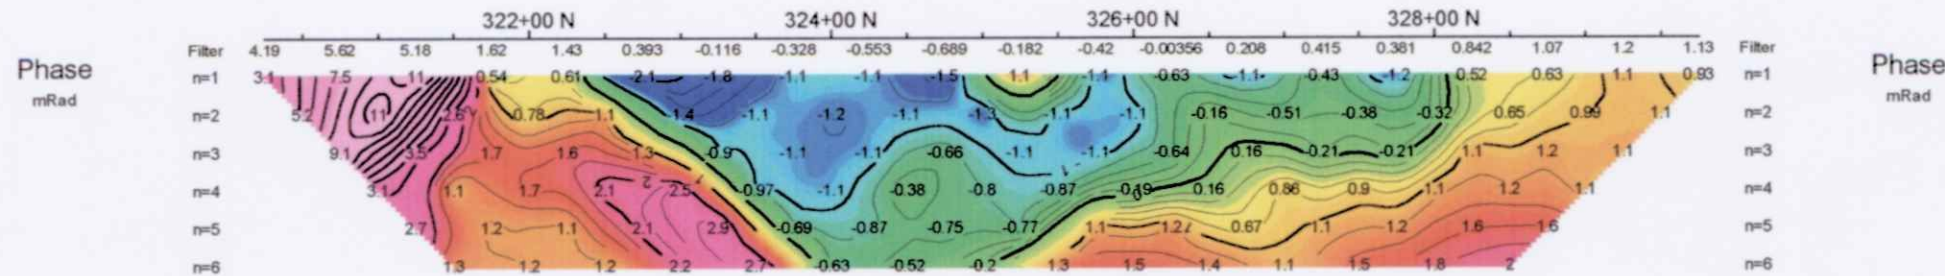 322+00 N 324+00 N 326+00 N 328+00 N
Filter 4.19 5.62 5.18 1.62 1.43 0.393 -0.116 -0.328 -0.553 -0.689 -0.182 -0.42 -0.00356 0.208 0.415 0.381 0.842 1.07 1.2 1.13 Filter
Phase Phase
mRad mRad
n=1 3.1 7.5 11 0.54 0.61 -2.1 -1.8 -1.1 -1.1 -1.5 1.1 -1.1 -0.63 -1.1 -0.43 -1.2 0.52 0.63 1.1 0.93 n=1
n=2 5.2 11 2.6 0.78 1.1 -1.4 -1.1 -1.2 -1.1 -1.3 -1.1 -1.1 -0.16 -0.51 -0.38 -0.32 0.65 0.99 1.1 n=2
n=3 9.1 3.5 1.7 1.6 1.3 -0.9 -1.1 -1.1 -0.66 -1.1 -1.1 -0.64 0.16 -0.21 -0.21 1.1 1.2 1.1 n=3
n=4 3.1 1.1 1.7 2.1 2 2.5 -0.97 -1.1 -0.38 -0.8 -0.87 -0.19 0.16 0.86 0.9 1.1 1.2 1.1 n=4
n=5 2.7 1.2 1.1 2.1 2.9 -0.69 -0.87 -0.75 -0.77 1.1 1.2 0.67 1.1 1.2 1.6 1.6 n=5
n=6 1.3 1.2 1.2 2.2 2.7 -0.63 -0.52 -0.2 1.3 1.5 1.4 1.1 1.5 1.8 2 n=6